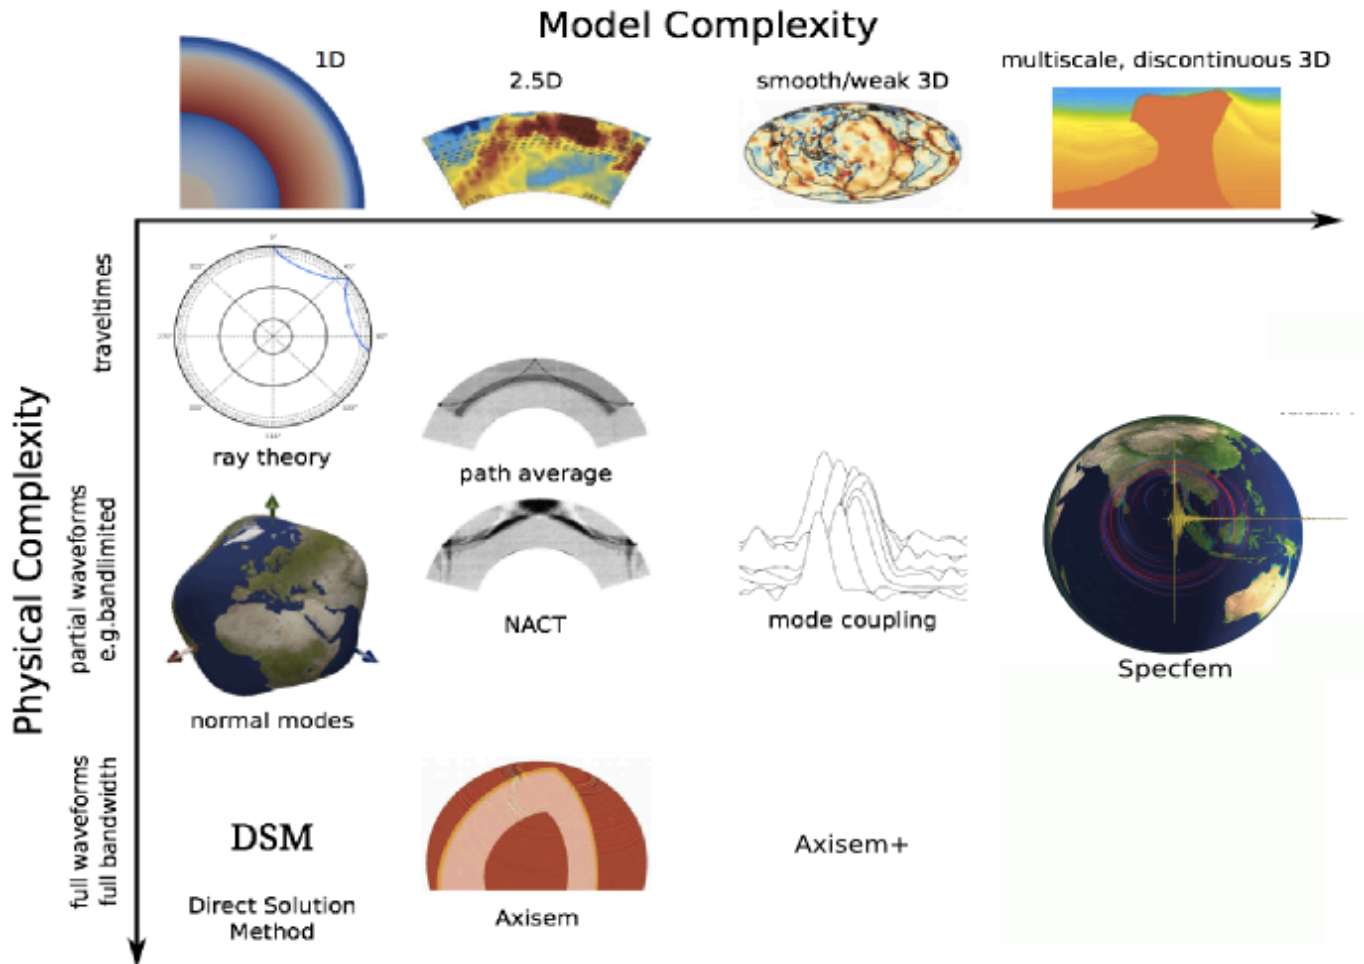 Model Complexity
1D
2.5D
smooth/weak 3D
multiscale, discontinuous 3D
Physical Complexity
traveltimes
partial waveforms
e.g.bandlimited
full waveforms
full bandwidth
0°
ray theory
path average
normal modes
NACT
mode coupling
Specfem
DSM
Direct Solution
Method
Axisem
Axisem+